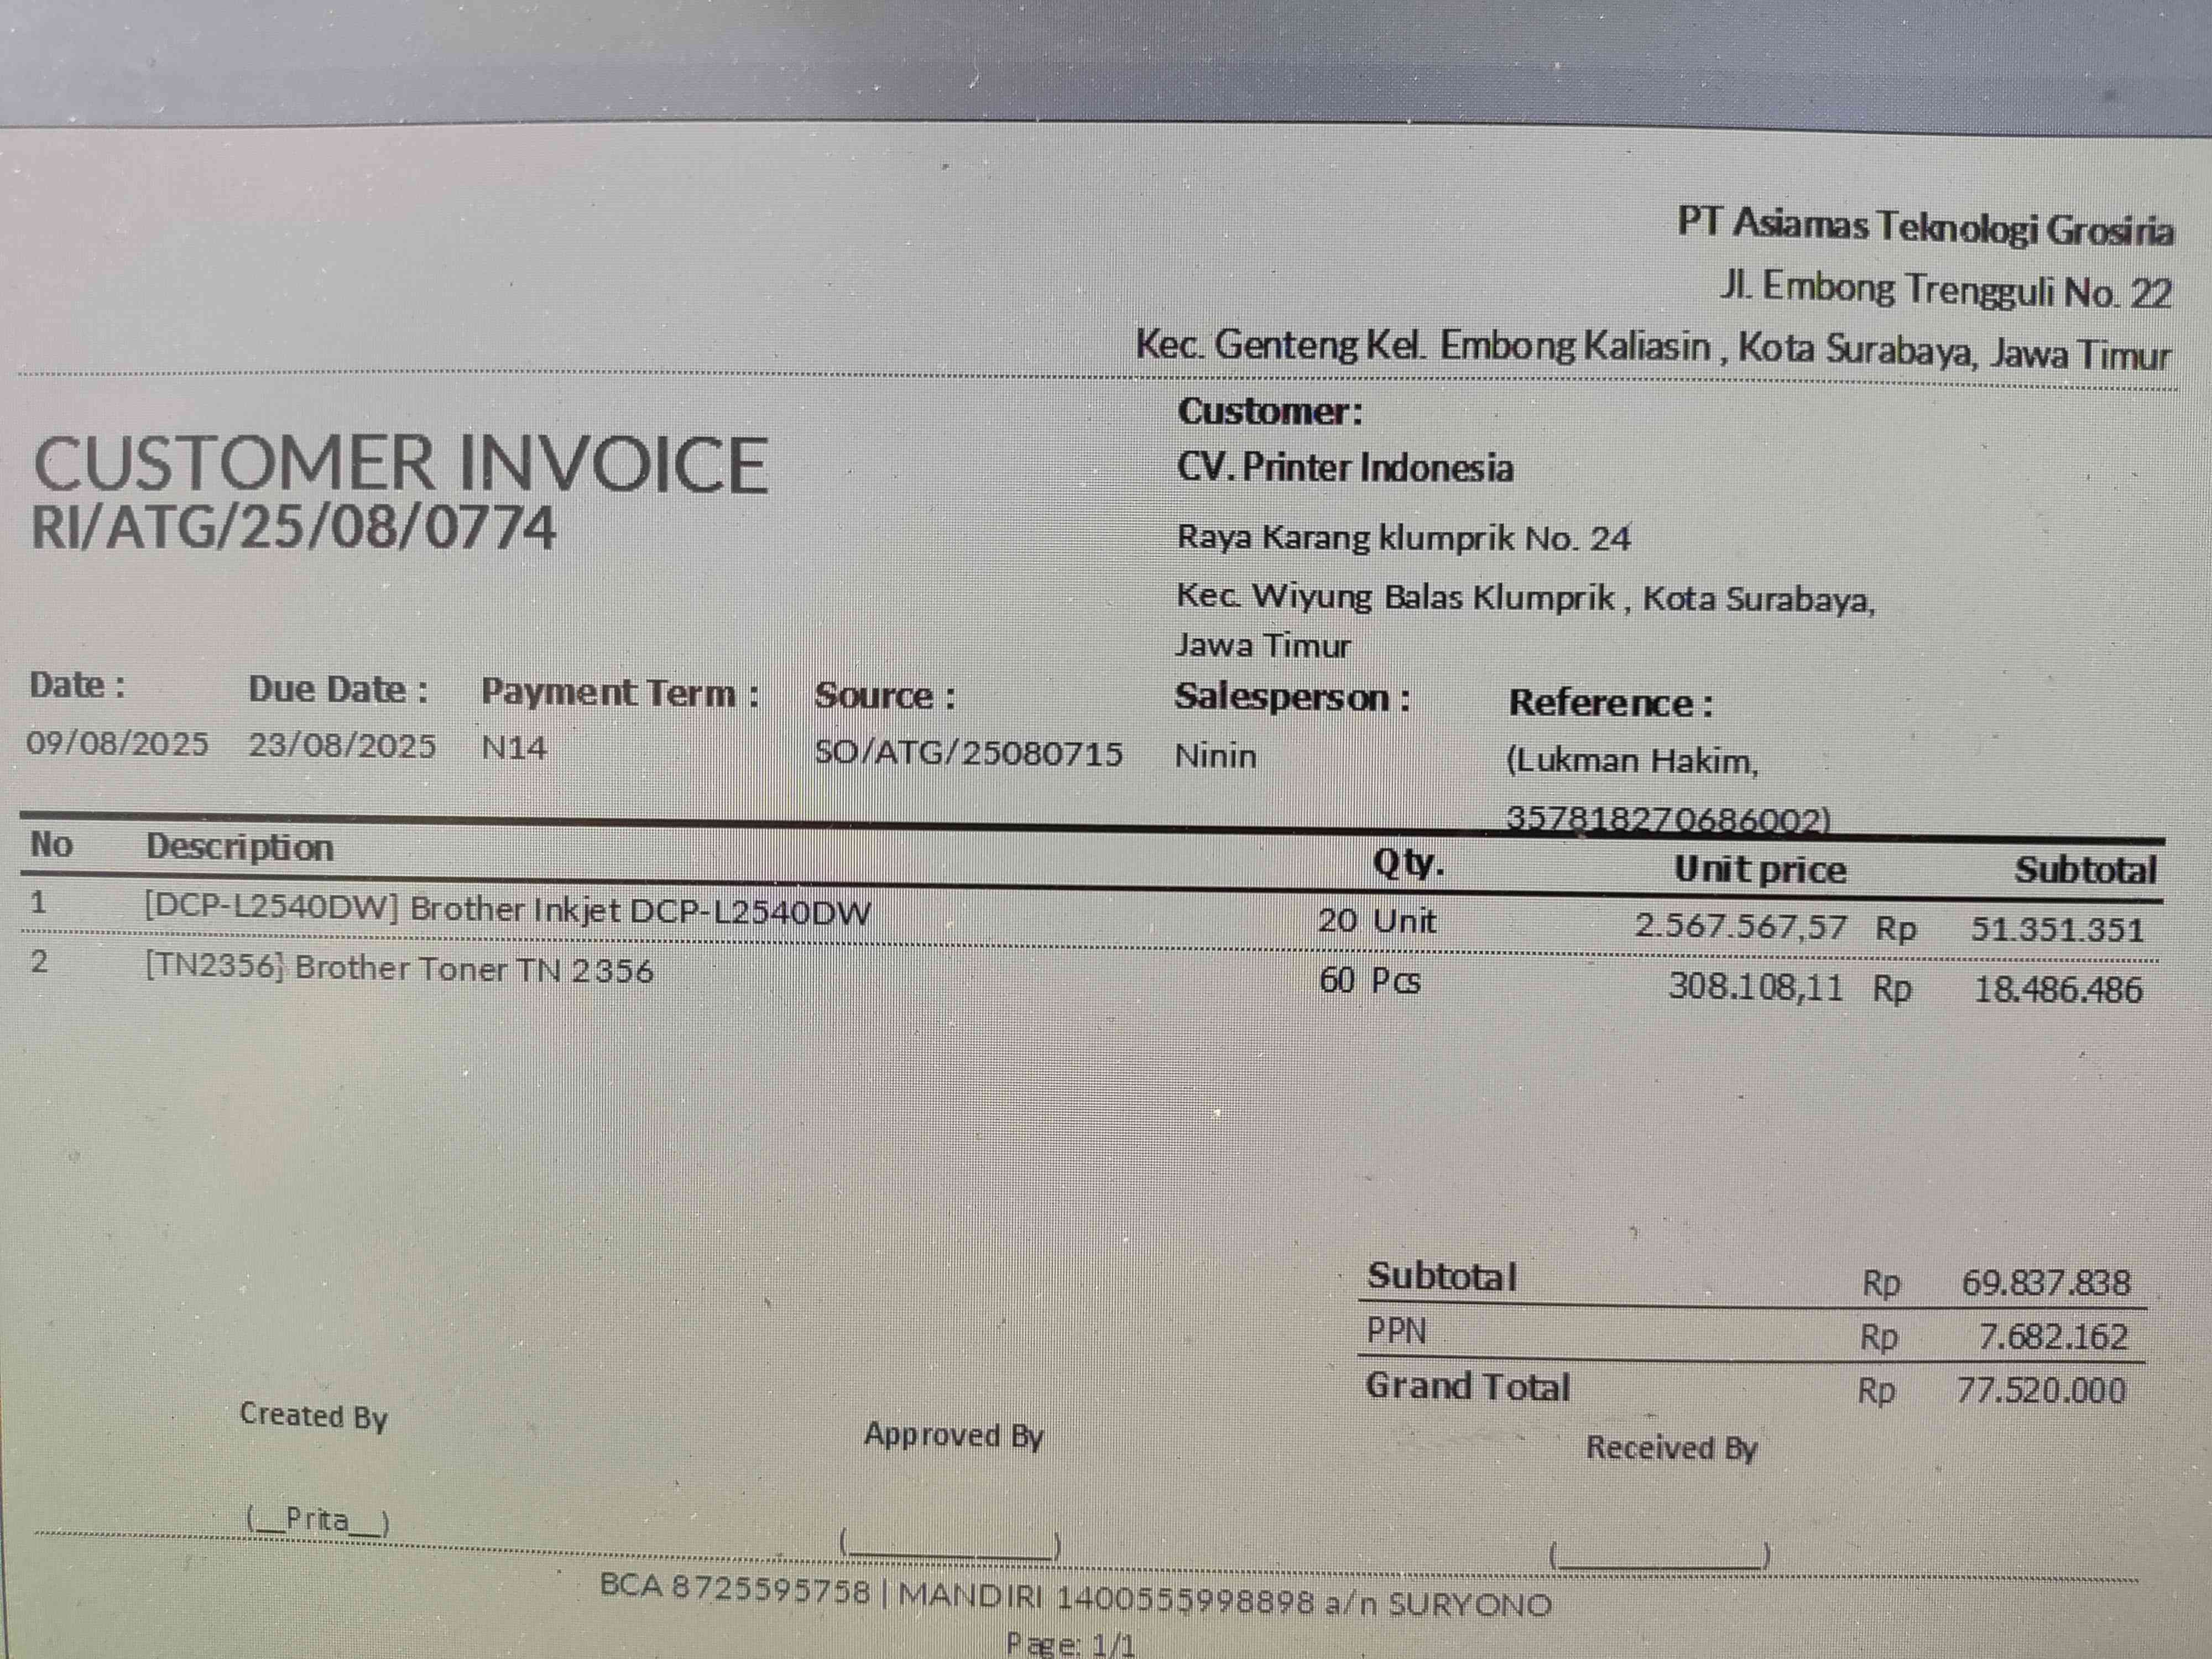 PT Asiamas Teknologi Grosiria
Jl. Embong Trengguli No. 22
Kec. Genteng Kel. Embong Kaliasin , Kota Surabaya, Jawa Timur
CUSTOMER INVOICE
RI/ATG/25/08/0774
Customer:
CV. Printer Indonesia
Raya Karang klumprik No. 24
Kec. Wiyung Balas Klumprik , Kota Surabaya,
Jawa Timur
Date : Due Date : Payment Term : Source : Salesperson : Reference :
09/08/2025 23/08/2025 N14 SO/ATG/25080715 Ninin (Lukman Hakim,
357818270686002)
No Description Qty. Unit price Subtotal
1 [DCP-L2540DW] Brother Inkjet DCP-L2540DW 20 Unit 2.567.567,57 Rp 51.351.351
2 [TN2356] Brother Toner TN 2356 60 Pcs 308.108,11 Rp 18.486.486
Subtotal Rp 69.837.838
PPN Rp 7.682.162
Grand Total Rp 77.520.000
Created By Approved By Received By
(__Prita__) (__________) (__________)
BCA 8725595758 | MANDIRI 1400555998898 a/n SURYONO
Page: 1/1